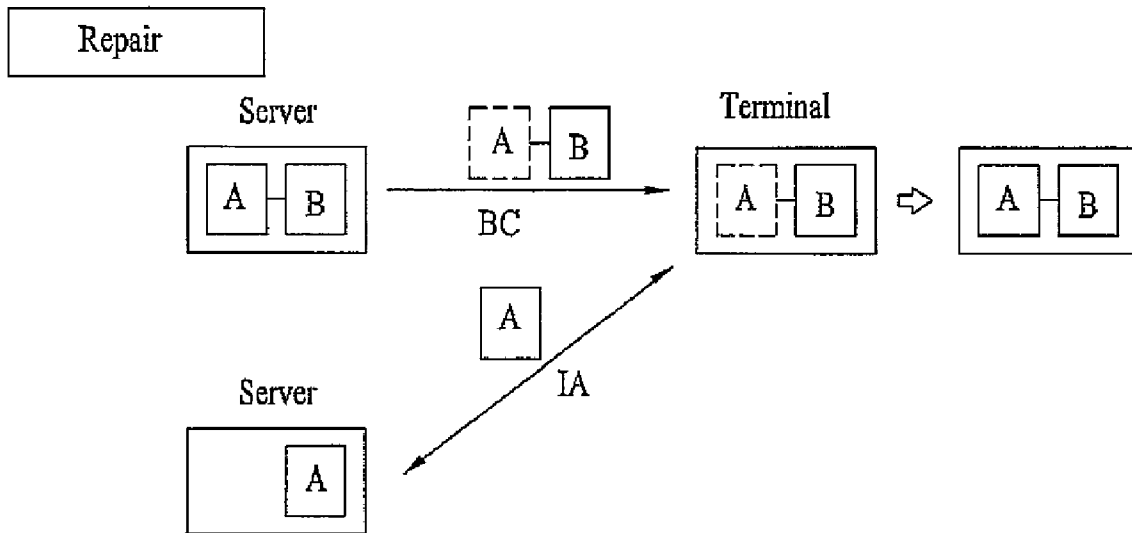 Repair
Server
Terminal
A B
A B
A B
A B
BC
A
IA
Server
A